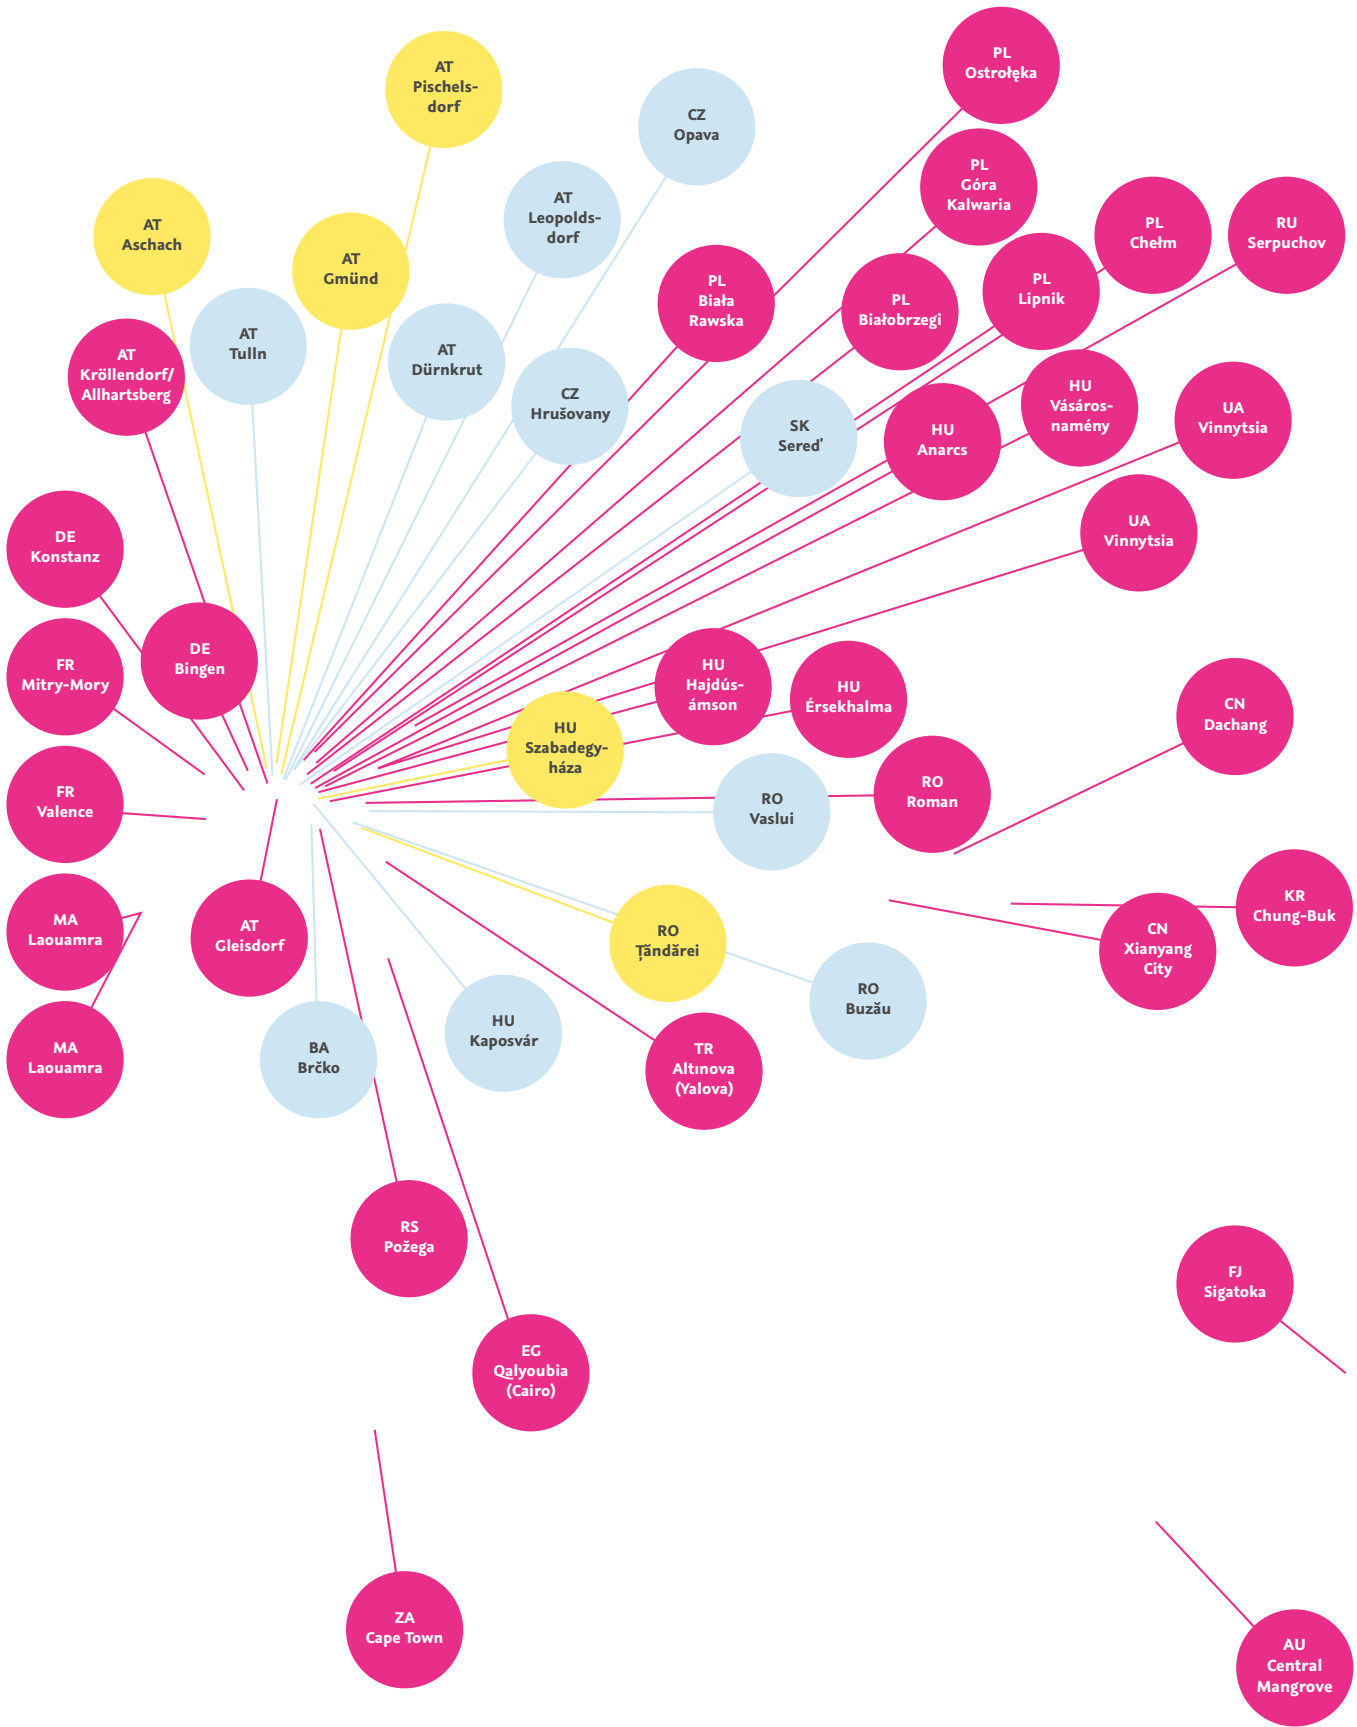 PL
Ostrołęka
AT
Pischels-
dorf
CZ
Opava
PL
Góra
Kalwaria
AT
Leopolds-
dorf
PL
Chełm
RU
Serpuchov
AT
Aschach
AT
Gmünd
PL
Biała
Rawska
PL
Białobrzegi
PL
Lipnik
AT
Tulln
AT
Kröllendorf/
Allhartsberg
AT
Dürnkrut
CZ
Hrušovany
SK
Sereď
HU
Anarcs
HU
Vásáros-
namény
UA
Vinnytsia
UA
Vinnytsia
DE
Konstanz
DE
Bingen
FR
Mitry-Mory
HU
Hajdús-
ámson
HU
Érsekhalma
CN
Dachang
HU
Szabadegy-
háza
FR
Valence
RO
Vaslui
RO
Roman
MA
Laouamra
AT
Gleisdorf
RO
Țăndărei
KR
Chung-Buk
CN
Xianyang
City
RO
Buzău
HU
Kaposvár
MA
Laouamra
BA
Brčko
TR
Altınova
(Yalova)
RS
Požega
FJ
Sigatoka
EG
Qalyoubia
(Cairo)
ZA
Cape Town
AU
Central
Mangrove